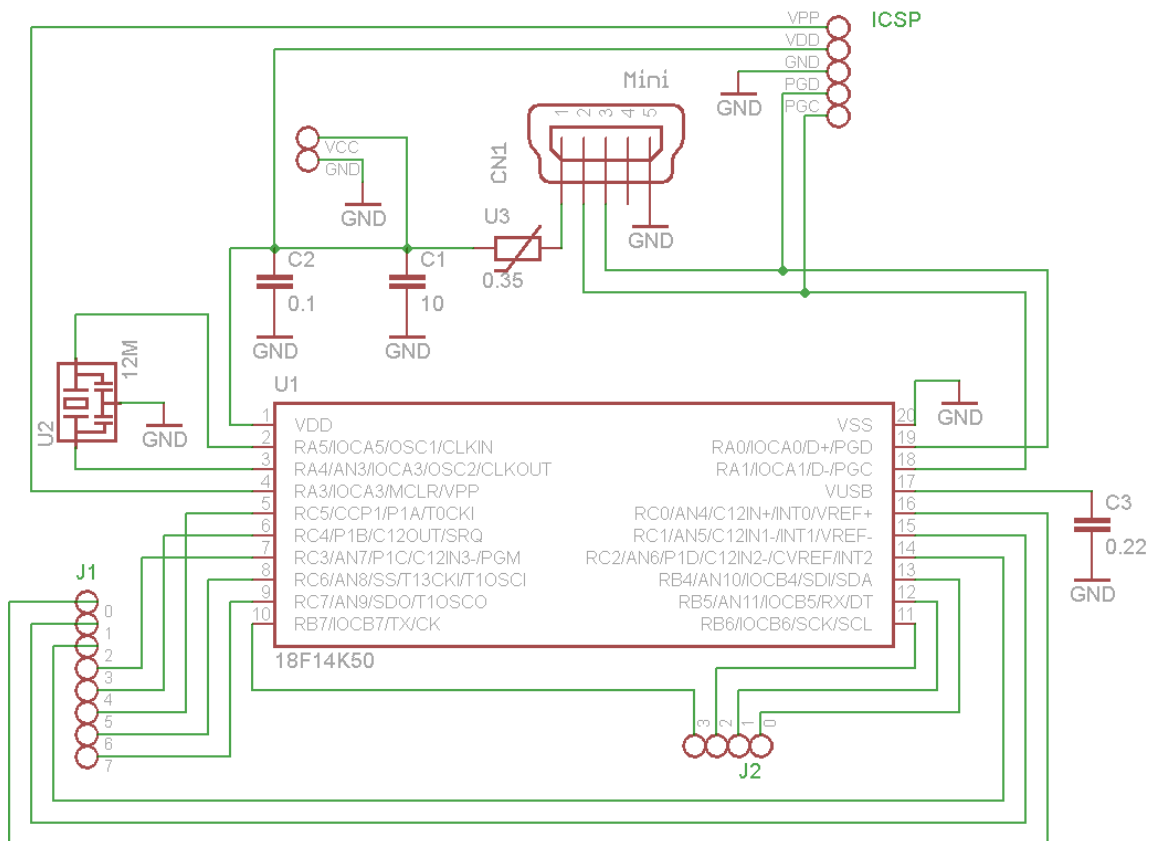 VPP
ICSP
VDD
GND
PGD
PGC
GND
Mini
1
2
3
4
5
CN1
VCC
GND
GND
GND
U3
0.35
C2
0.1
GND
C1
10
GND
12M
U2
GND
U1
1
VDD
2
RA5/IOCA5/OSC1/CLKIN
3
RA4/AN3/IOCA3/OSC2/CLKOUT
4
RA3/IOCA3/MCLR/VPP
5
RC5/CCP1/P1A/T0CKI
6
RC4/P1B/C12OUT/SRQ
7
RC3/AN7/P1C/C12IN3-/PGM
8
RC6/AN8/SS/T13CKI/T1OSCI
9
RC7/AN9/SDO/T1OSCO
10
RB7/IOCB7/TX/CK
VSS
20
RA0/IOCA0/D+/PGD
19
RA1/IOCA1/D-/PGC
18
VUSB
17
RC0/AN4/C12IN+/INT0/VREF+
16
RC1/AN5/C12IN1-/INT1/VREF-
15
RC2/AN6/P1D/C12IN2-/CVREF/INT2
14
RB4/AN10/IOCB4/SDI/SDA
13
RB5/AN11/IOCB5/RX/DT
12
RB6/IOCB6/SCK/SCL
11
18F14K50
GND
C3
0.22
GND
J1
0
1
2
3
4
5
6
7
3
2
1
0
J2